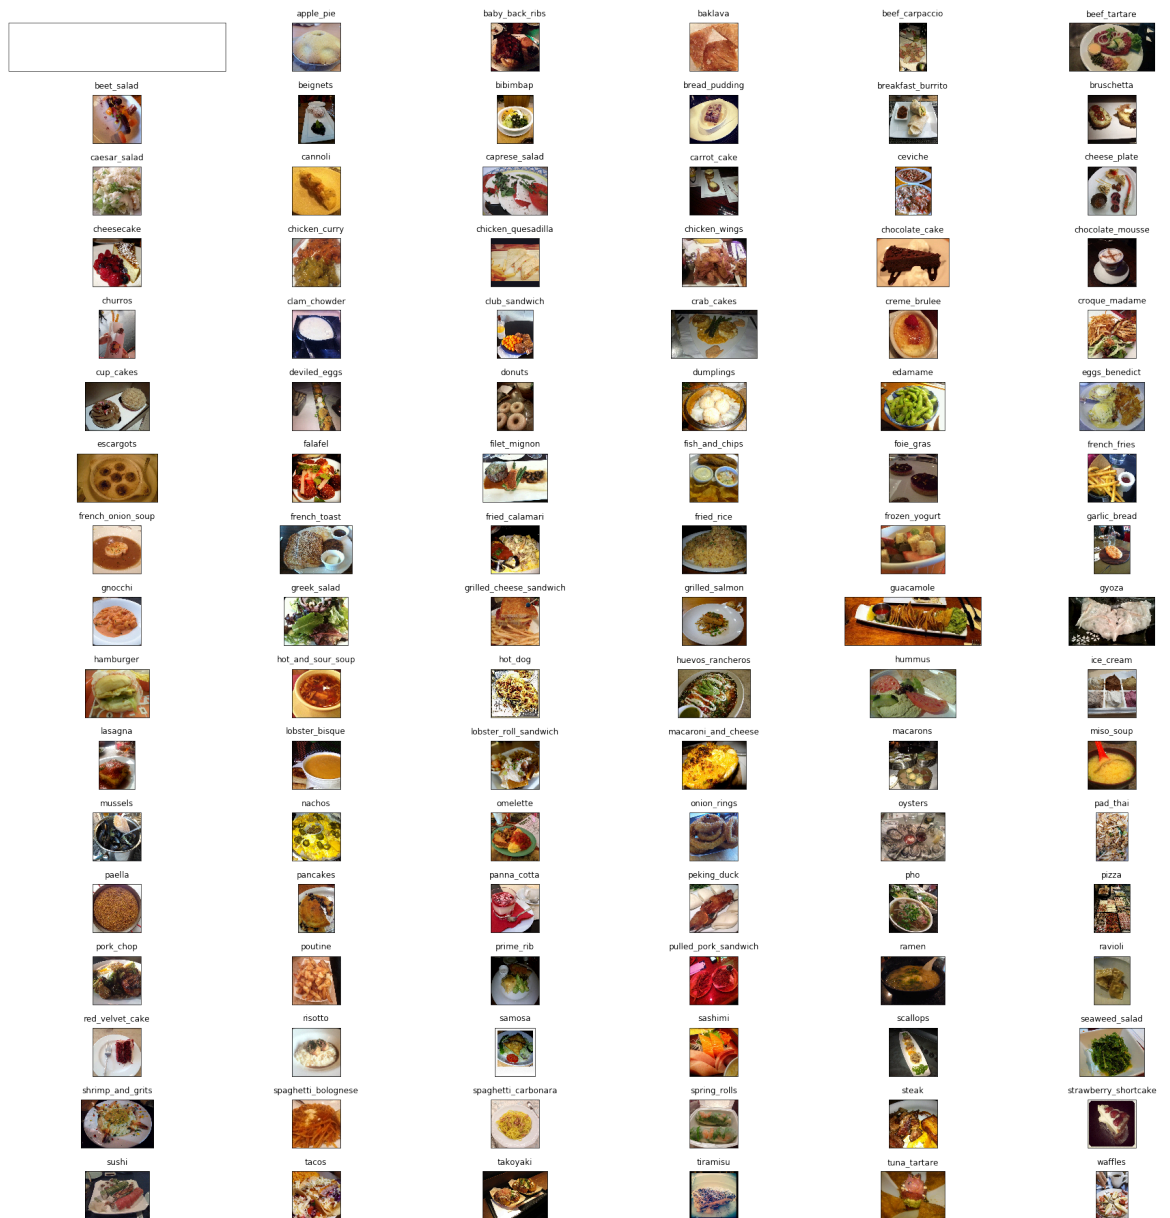 apple_pie
baby_back_ribs
baklava
beef_carpaccio
beef_tartare
beet_salad
beignets
bibimbap
bread_pudding
breakfast_burrito
bruschetta
caesar_salad
cannoli
caprese_salad
carrot_cake
ceviche
cheese_plate
cheesecake
chicken_curry
chicken_quesadilla
chicken_wings
chocolate_cake
chocolate_mousse
churros
clam_chowder
club_sandwich
crab_cakes
creme_brulee
croque_madame
cup_cakes
deviled_eggs
donuts
dumplings
edamame
eggs_benedict
escargots
falafel
filet_mignon
fish_and_chips
foie_gras
french_fries
french_onion_soup
french_toast
fried_calamari
fried_rice
frozen_yogurt
garlic_bread
gnocchi
greek_salad
grilled_cheese_sandwich
grilled_salmon
guacamole
gyoza
hamburger
hot_and_sour_soup
hot_dog
huevos_rancheros
hummus
ice_cream
lasagna
lobster_bisque
lobster_roll_sandwich
macaroni_and_cheese
macarons
miso_soup
mussels
nachos
omelette
onion_rings
oysters
pad_thai
paella
pancakes
panna_cotta
peking_duck
pho
pizza
pork_chop
poutine
prime_rib
pulled_pork_sandwich
ramen
ravioli
red_velvet_cake
risotto
samosa
sashimi
scallops
seaweed_salad
shrimp_and_grits
spaghetti_bolognese
spaghetti_carbonara
spring_rolls
steak
strawberry_shortcake
sushi
tacos
takoyaki
tiramisu
tuna_tartare
waffles